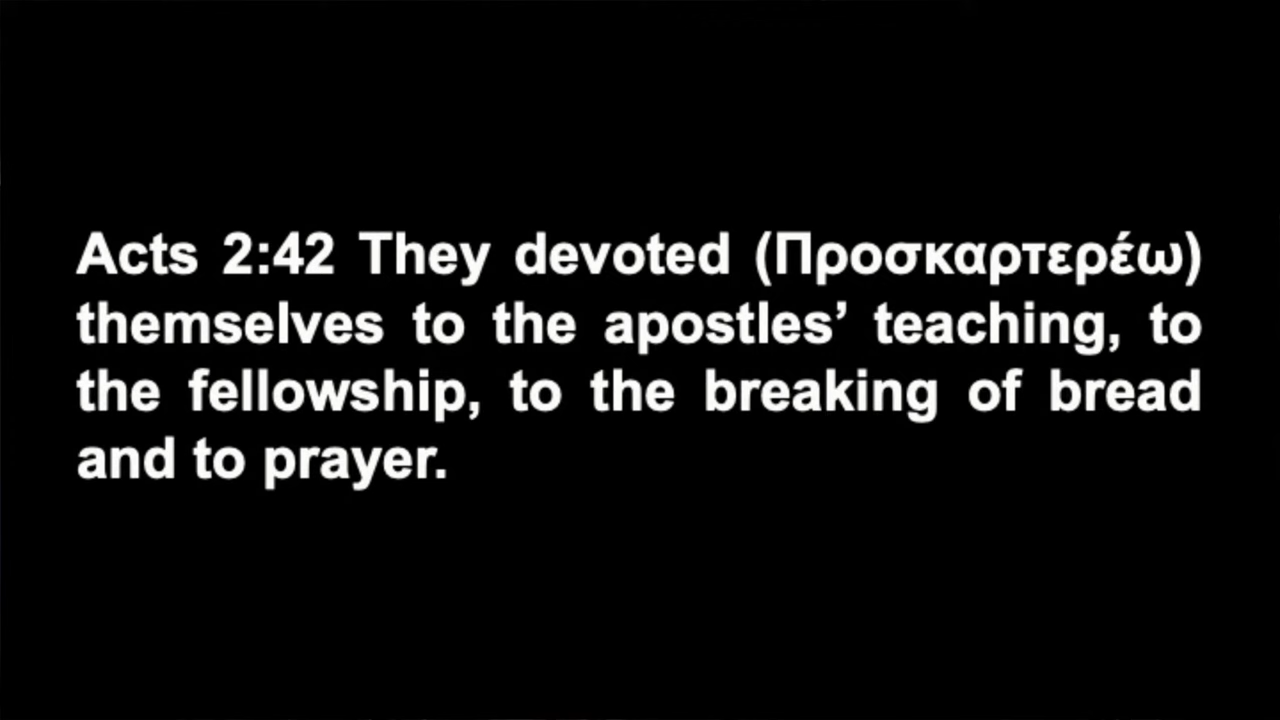 Acts 2:42 They devoted (Προσκαρτερέω)
themselves to the apostles’ teaching, to
the fellowship, to the breaking of bread
and to prayer.